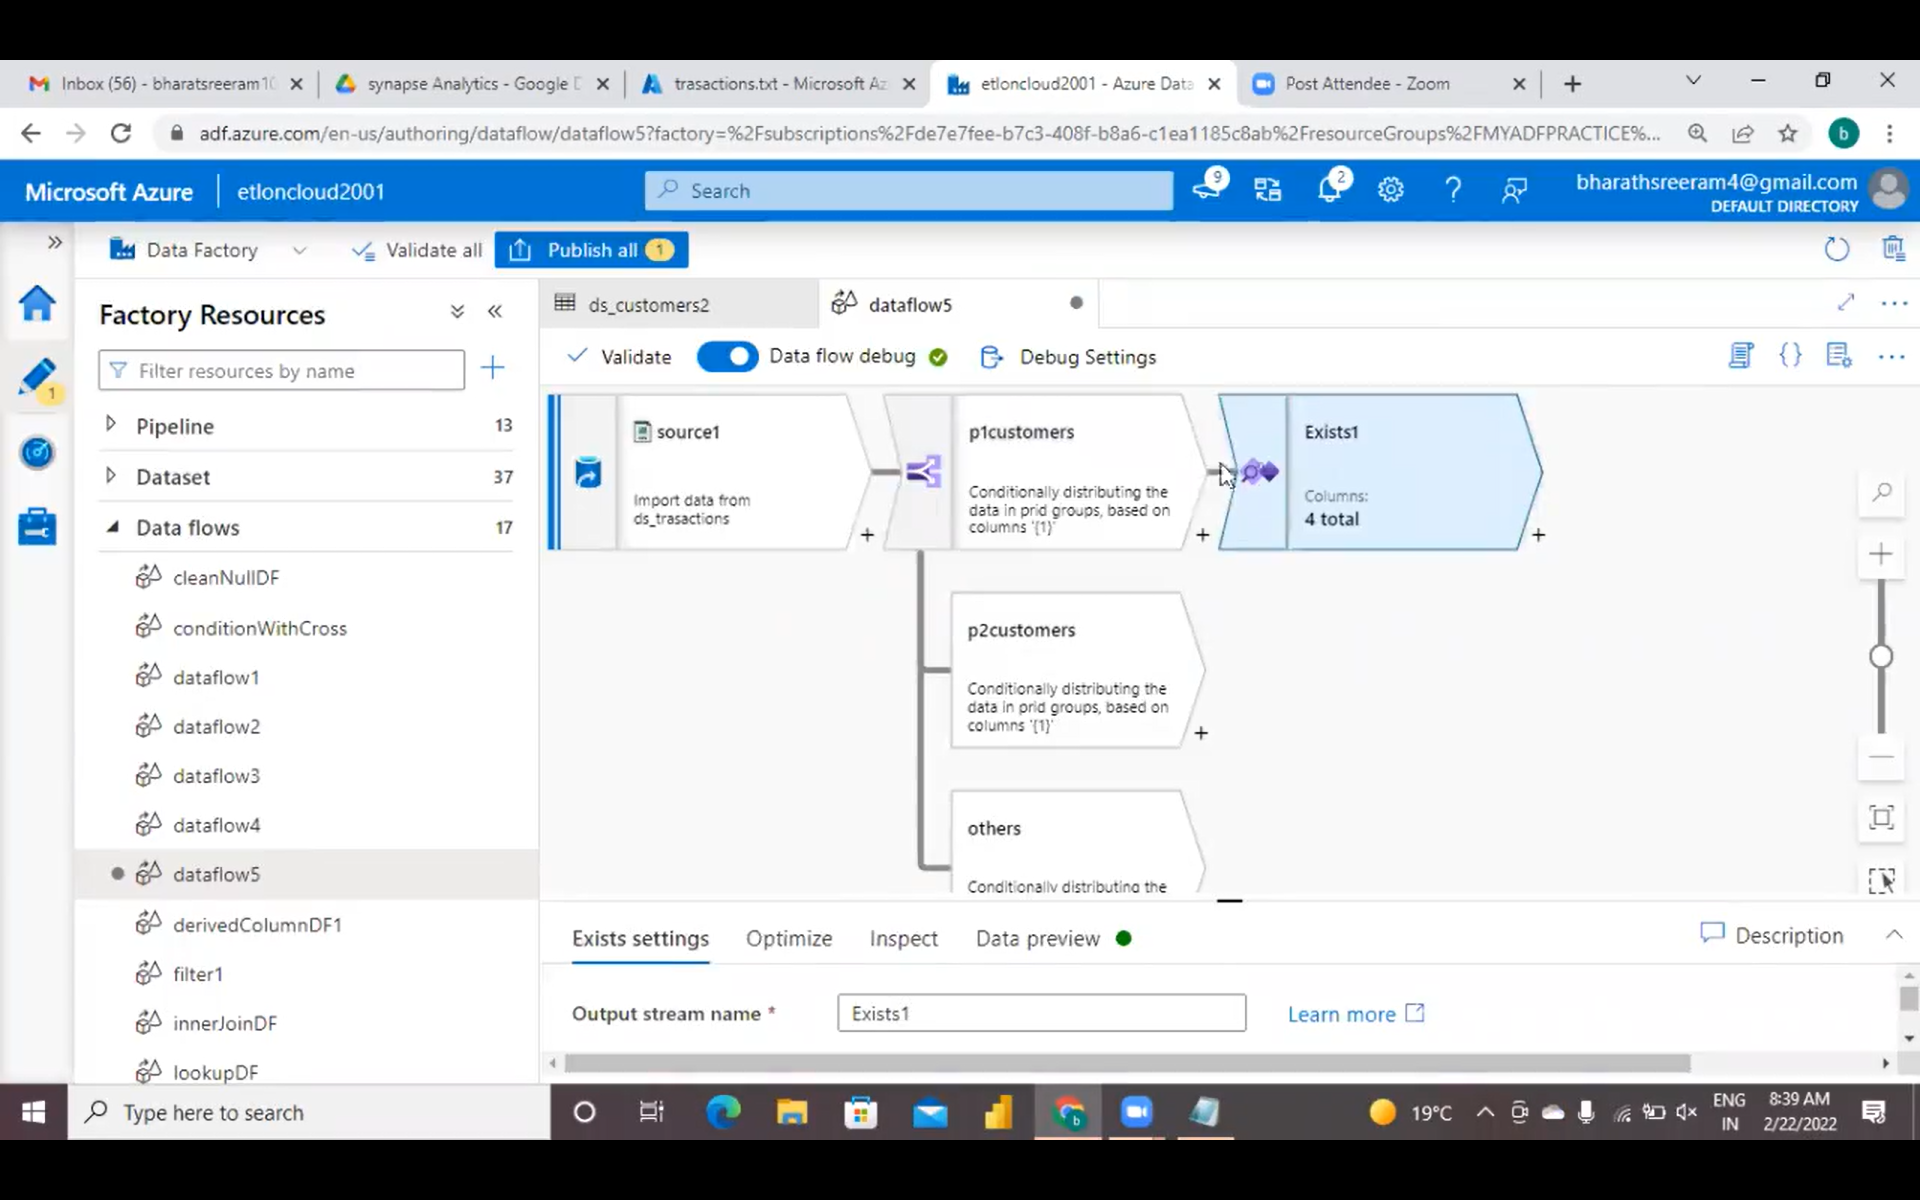 Inbox (56) - bharatsreeram10
synapse Analytics - Google D
trasactions.txt - Microsoft Az
etloncloud2001 - Azure Data
Post Attendee - Zoom
adf.azure.com/en-us/authoring/dataflow/dataflow5?factory=%2Fsubscriptions%2Fde7e7fee-b7c3-408f-b8a6-c1ea1185c8ab%2FresourceGroups%2FMYADFPRACTICE%...
b
Microsoft Azure
etloncloud2001
Search
9
2
bharathsreeram4@gmail.com
DEFAULT DIRECTORY
Data Factory
Validate all
Publish all 1
Factory Resources
Filter resources by name
1
Pipeline 13
Dataset 37
Data flows 17
cleanNullDF
conditionWithCross
dataflow1
dataflow2
dataflow3
dataflow4
dataflow5
derivedColumnDF1
filter1
innerJoinDF
lookupDF
ds_customers2
dataflow5
Validate
Data flow debug
Debug Settings
source1
Import data from
ds_trasactions
p1customers
Conditionally distributing the
data in prid groups, based on
columns '{1}'
Exists1
Columns:
4 total
p2customers
Conditionally distributing the
data in prid groups, based on
columns '{1}'
others
Conditionally distributing the
Exists settings
Optimize
Inspect
Data preview
Description
Output stream name *
Exists1
Learn more
Type here to search
19°C
ENG
IN
8:39 AM
2/22/2022